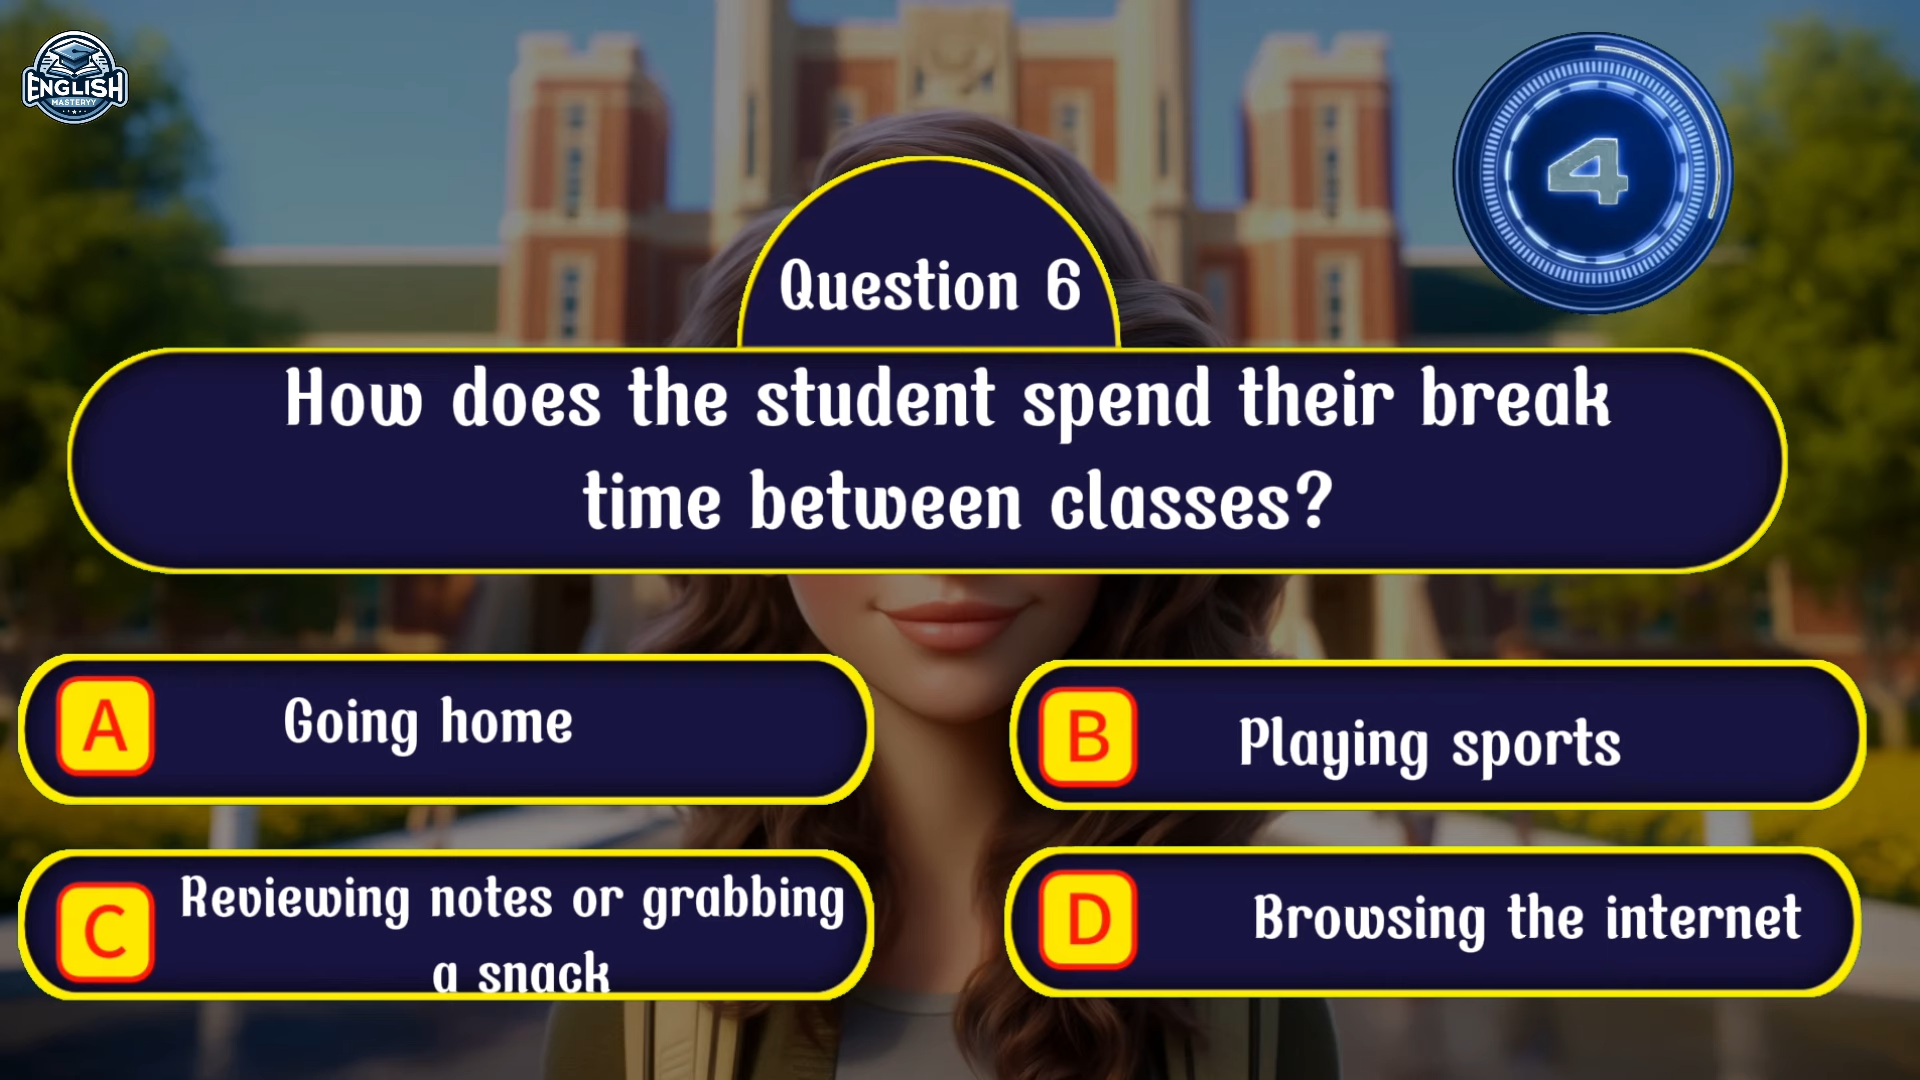 ENGLISH
MASTERYY
4
Question 6
How does the student spend their break
time between classes?
A
Going home
B
Playing sports
C
Reviewing notes or grabbing
a snack
D
Browsing the internet